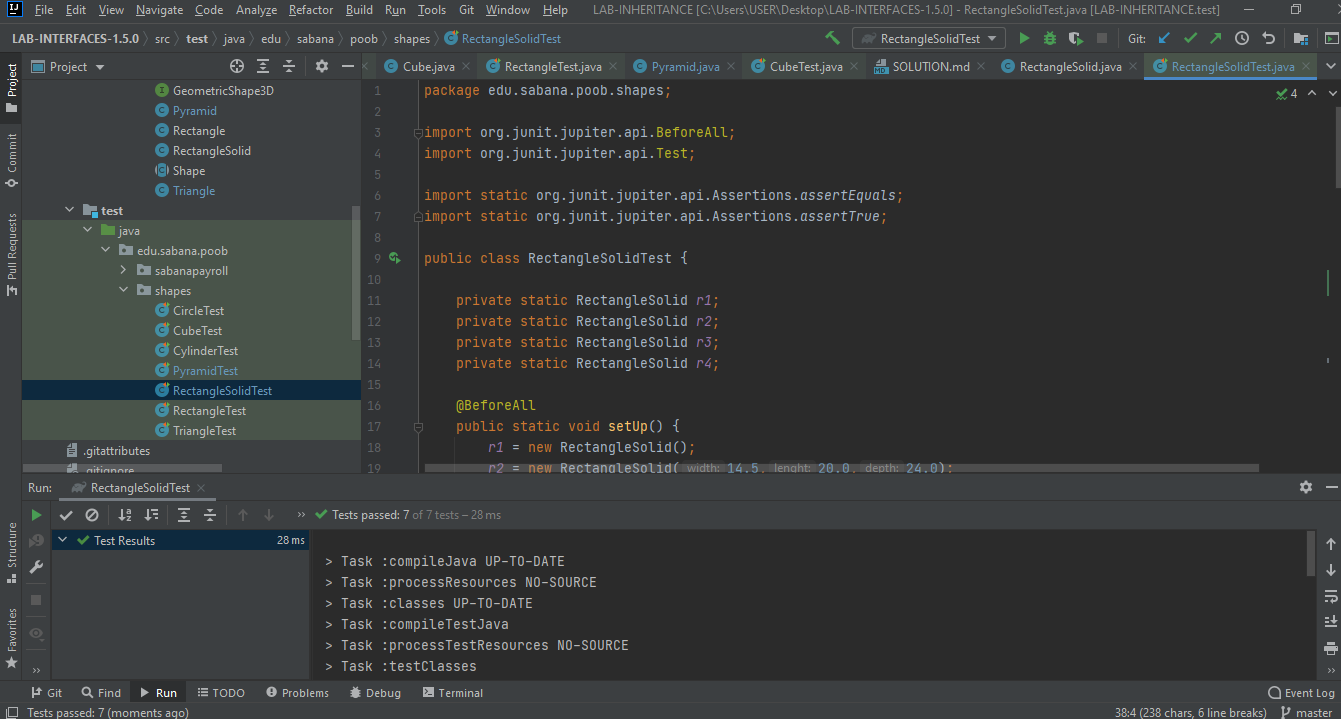 File Edit View Navigate Code Analyze Refactor Build Run Tools Git Window Help LAB-INHERITANCE [C:\Users\USER\Desktop\LAB-INTERFACES-1.5.0] - RectangleSolidTest.java [LAB-INHERITANCE.test]
LAB-INTERFACES-1.5.0 src test java edu sabana poob shapes RectangleSolidTest RectangleSolidTest Git:
Project Cube.java RectangleTest.java Pyramid.java CubeTest.java SOLUTION.md RectangleSolid.java RectangleSolidTest.java
Project
Commit
Pull Requests
GeometricShape3D
Pyramid
Rectangle
RectangleSolid
Shape
Triangle
test
java
edu.sabana.poob
sabanapayroll
shapes
CircleTest
CubeTest
CylinderTest
PyramidTest
RectangleSolidTest
RectangleTest
TriangleTest
.gitattributes
.gitignore
4
1 package edu.sabana.poob.shapes;
2
3 import org.junit.jupiter.api.BeforeAll;
4 import org.junit.jupiter.api.Test;
5
6 import static org.junit.jupiter.api.Assertions.assertEquals;
7 import static org.junit.jupiter.api.Assertions.assertTrue;
8
9 public class RectangleSolidTest {
10
11 private static RectangleSolid r1;
12 private static RectangleSolid r2;
13 private static RectangleSolid r3;
14 private static RectangleSolid r4;
15
16 @BeforeAll
17 public static void setUp() {
18 r1 = new RectangleSolid();
19 r2 = new RectangleSolid( width: 14.5, lenght: 20.0, depth: 24.0);
Run: RectangleSolidTest
Tests passed: 7 of 7 tests – 28 ms
Test Results 28 ms
> Task :compileJava UP-TO-DATE
> Task :processResources NO-SOURCE
> Task :classes UP-TO-DATE
> Task :compileTestJava
> Task :processTestResources NO-SOURCE
> Task :testClasses
Structure
Favorites
Git Find Run TODO Problems Debug Terminal Event Log
Tests passed: 7 (moments ago) 38:4 (238 chars, 6 line breaks) master